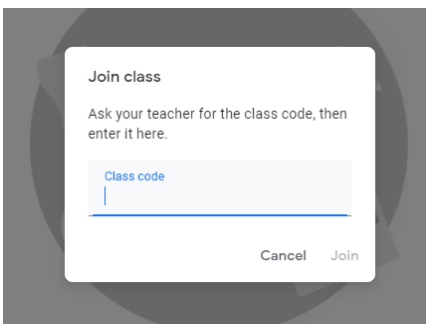 Join class
Ask your teacher for the class code, then
enter it here.
Class code
Cancel Join